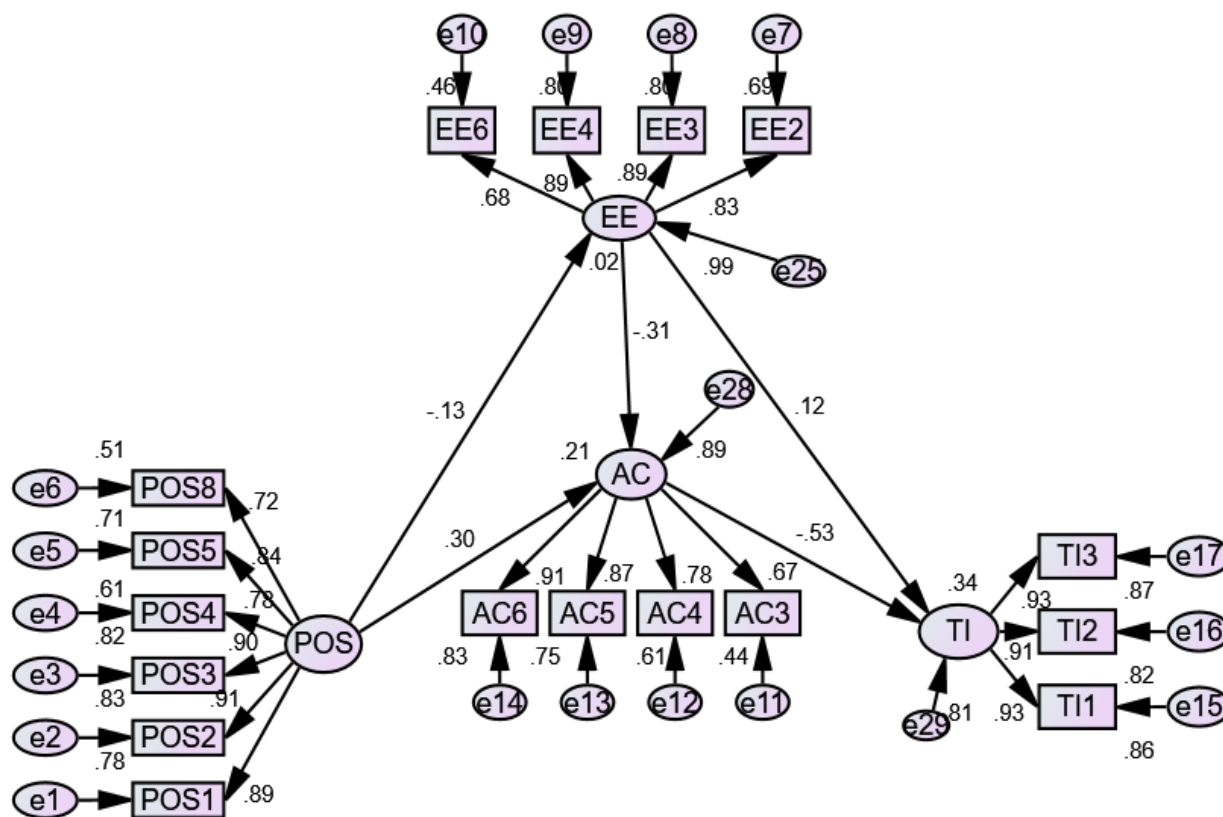 e10 e9 e8 e7
.46 .80 .80 .69
EE6 EE4 EE3 EE2
.68 .89 .89 .83
EE
.02 .99 e25
-.31
e28
-.13 .12
.21 .89
AC
.51
e6 POS8 .72
.71
e5 POS5 .84
.30 -.53
.61
e4 POS4 .78
.82
e3 POS3 .90
.83
e2 POS2 .91
.78
e1 POS1 .89
POS
.91 .87 .78 .67
AC6 AC5 AC4 AC3
.83 .75 .61 .44
e14 e13 e12 e11
.34
TI
TI3 e17
.93 .87
TI2 e16
.91 .82
TI1 e15
.93 .86
e29 .81